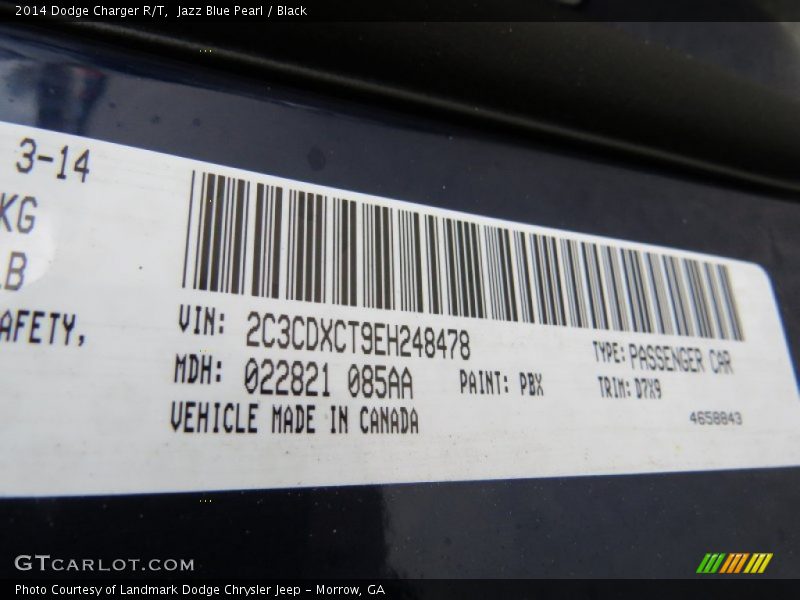 2014 Dodge Charger R/T, Jazz Blue Pearl / Black
3-14
KG
LB
AFETY,
VIN: 2C3CDXCT9EH248478
TYPE: PASSENGER CAR
MDH: 022821 085AA
PAINT: PBX
TRIM: D7X9
VEHICLE MADE IN CANADA
4658843
GTCARLOT.COM
Photo Courtesy of Landmark Dodge Chrysler Jeep – Morrow, GA